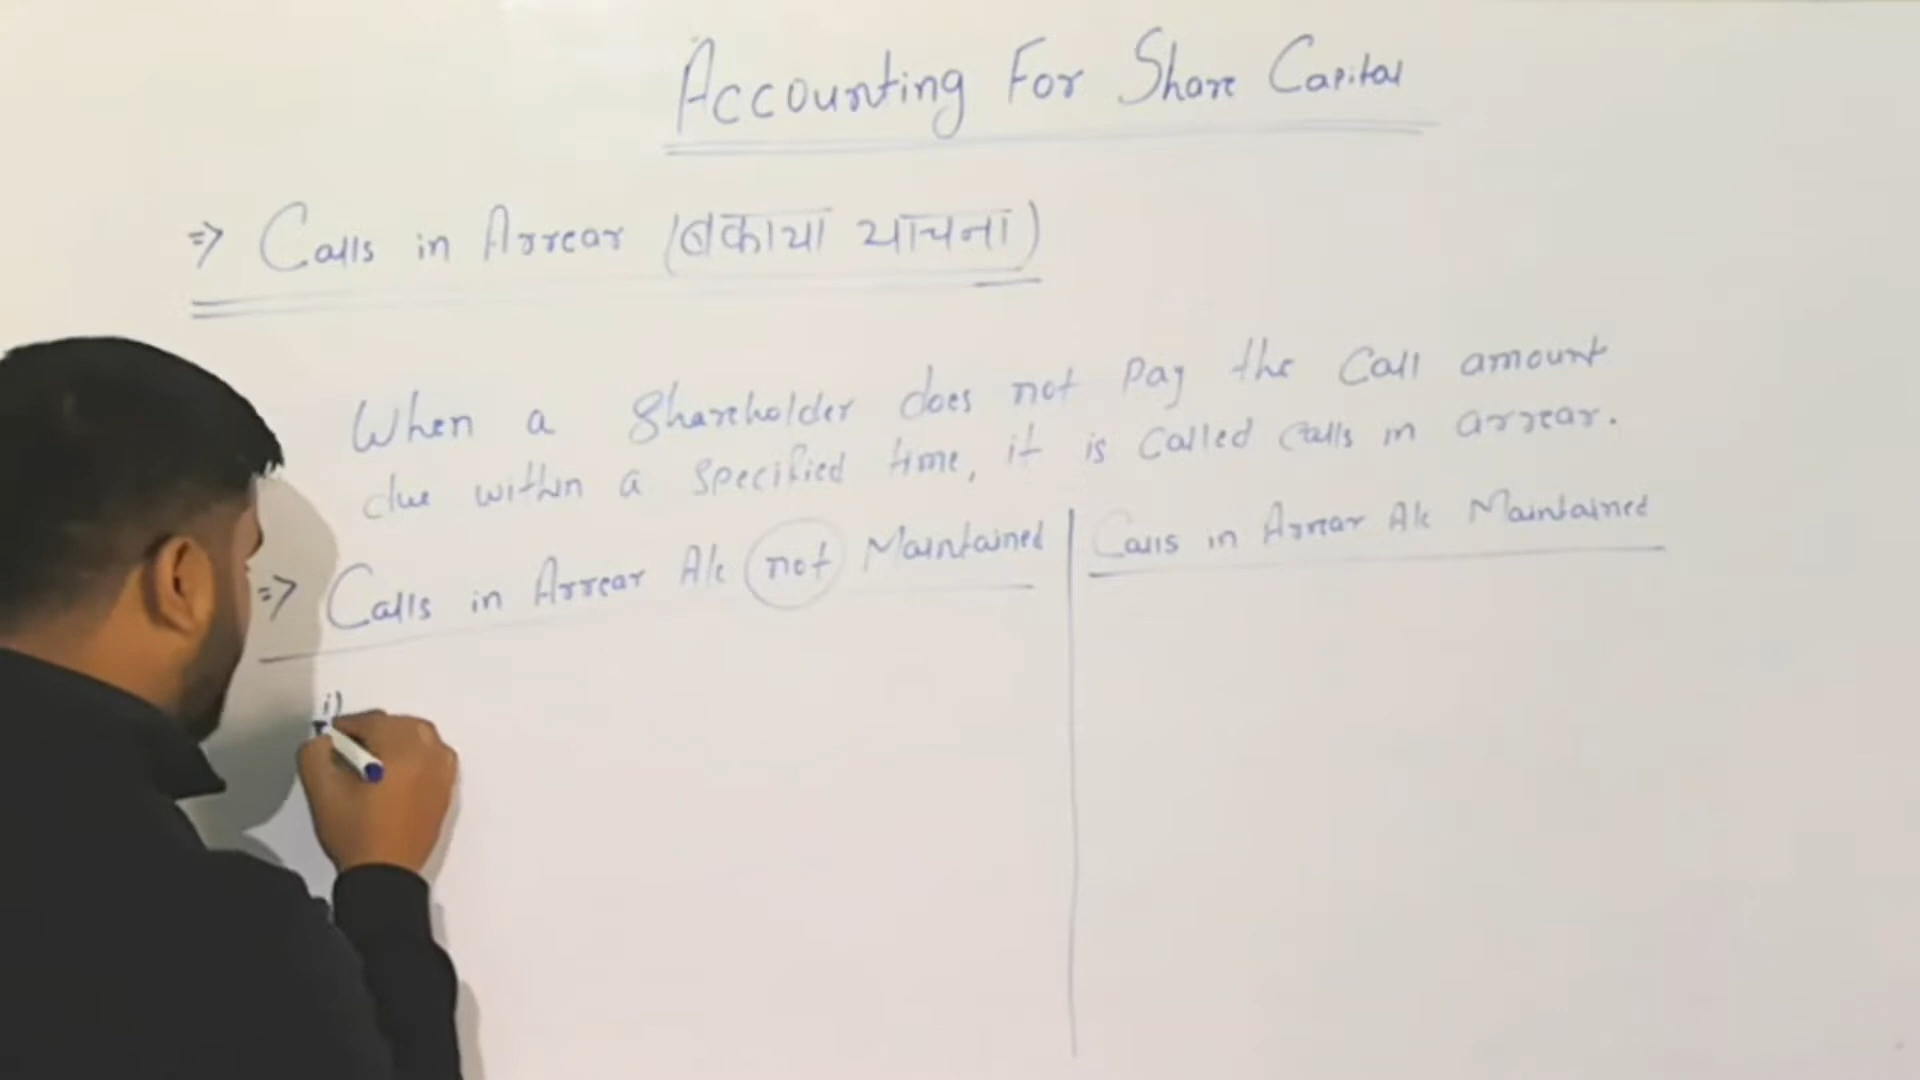 Accounting For Share Capital
=> Calls in Arrear (बकाया याचना)
When a Shareholder does not pay the Call amount
due within a specified time, it is called calls in arrear.
=> Calls in Arrear A/c not Maintained
Calls in Arrear A/c Maintained
i)